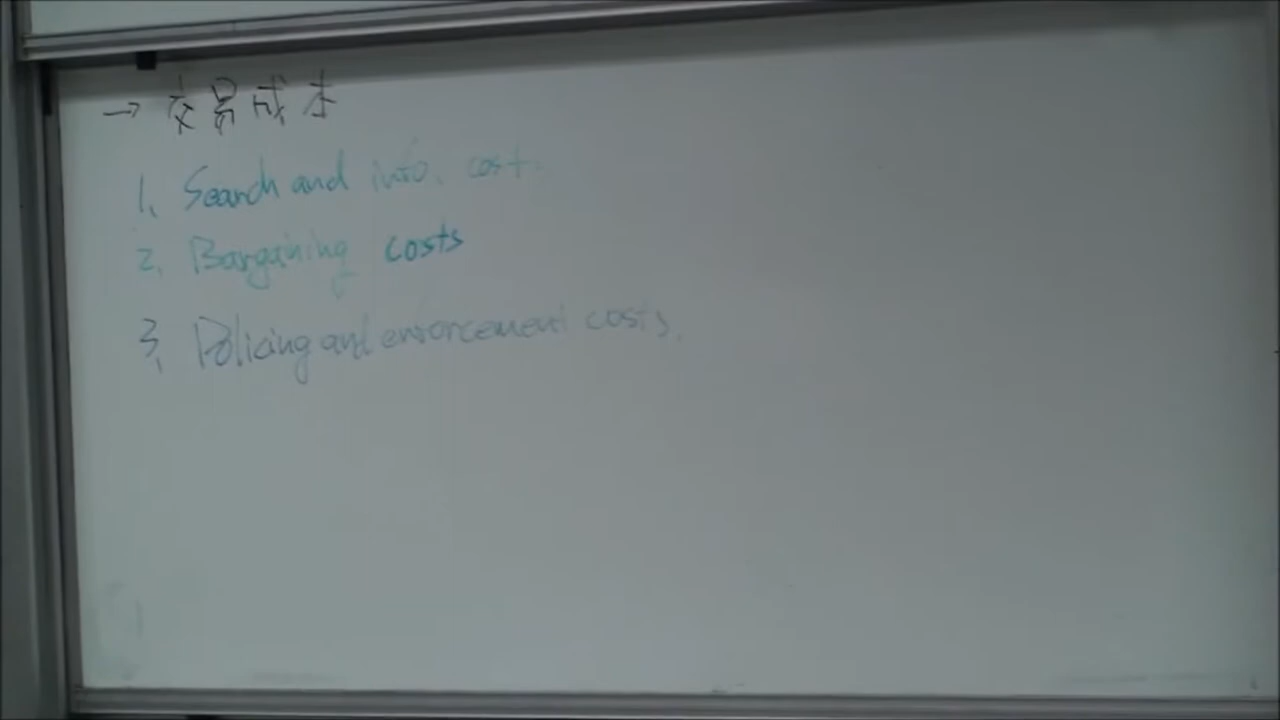 → 交易成本
1. Search and info. cost.
2. Bargaining costs
3. Policing and enforcement costs.